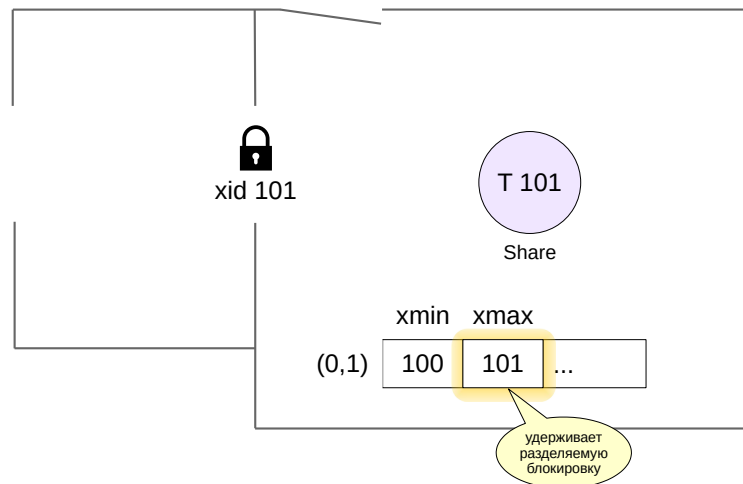 xid 101
T 101
Share
xmin xmax
(0,1) 100 101 ...
удерживает
разделяемую
блокировку